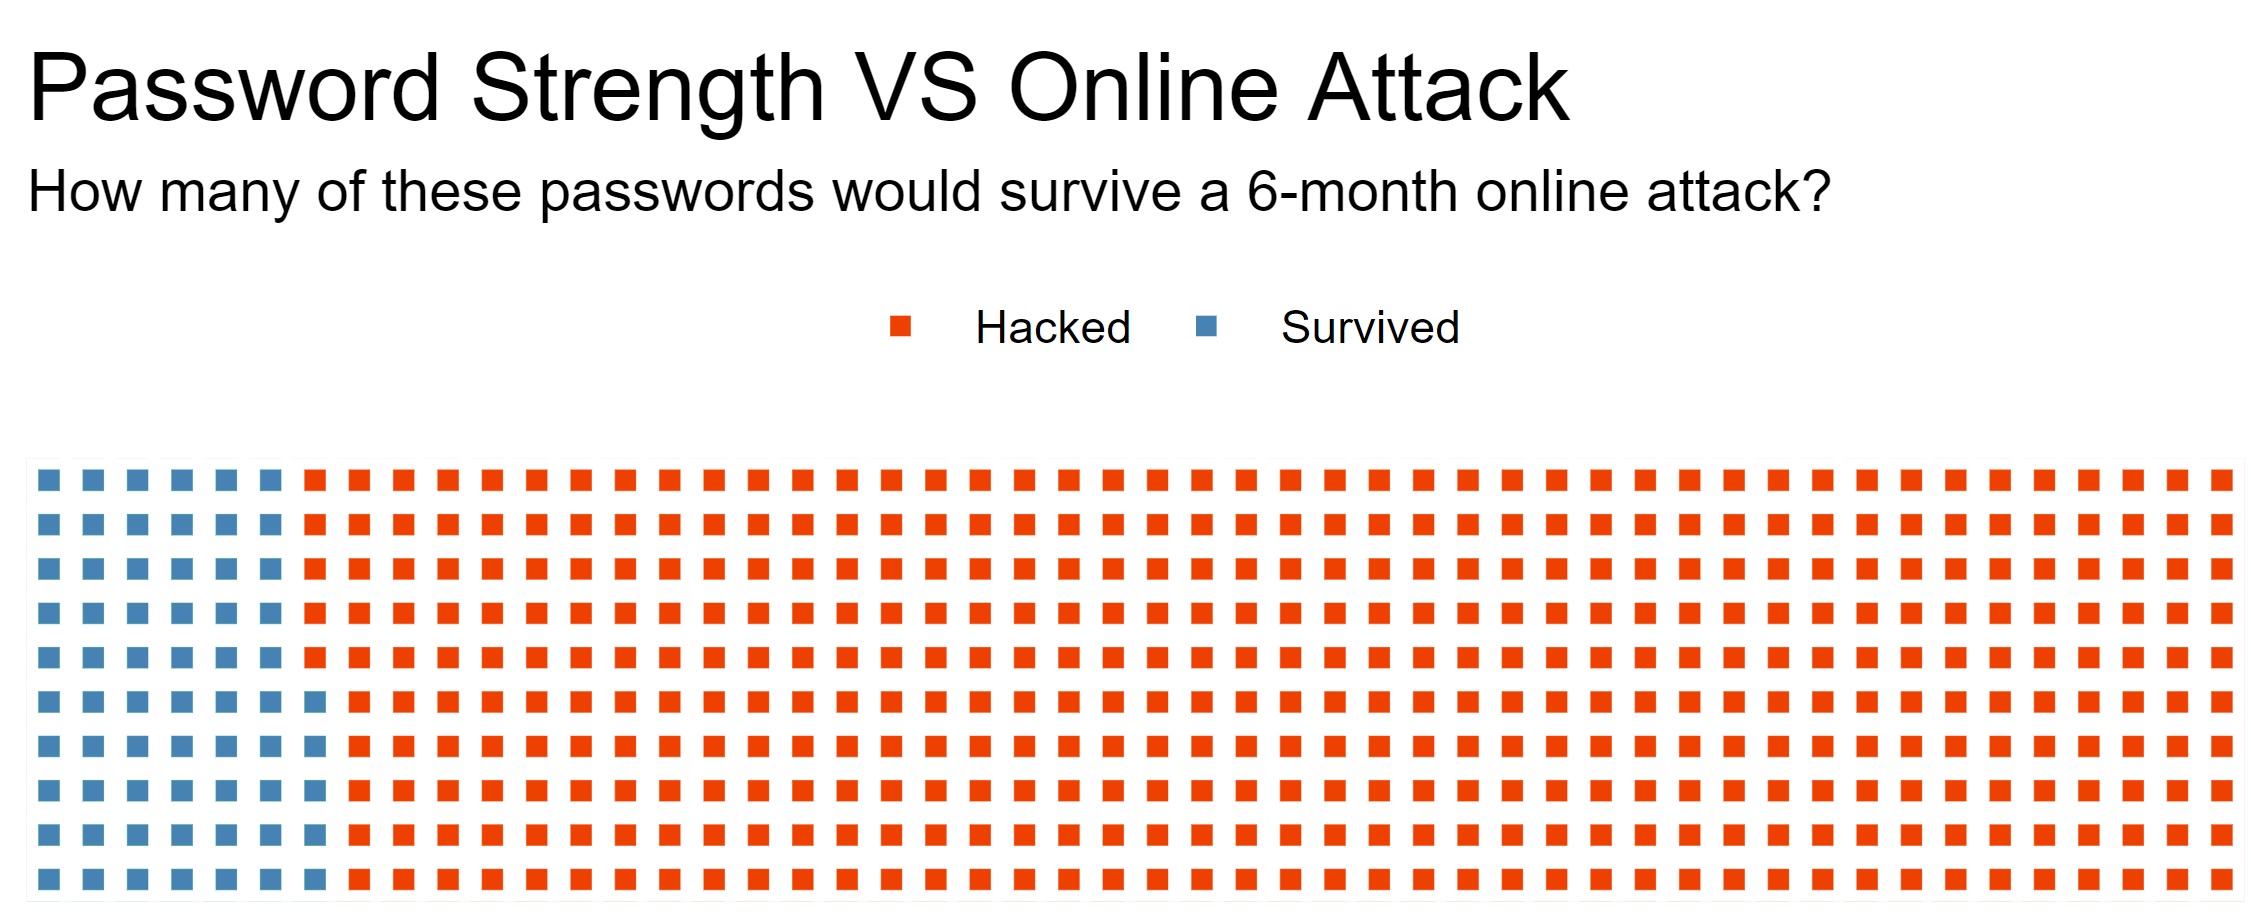 Password Strength VS Online Attack
How many of these passwords would survive a 6-month online attack?
Hacked Survived